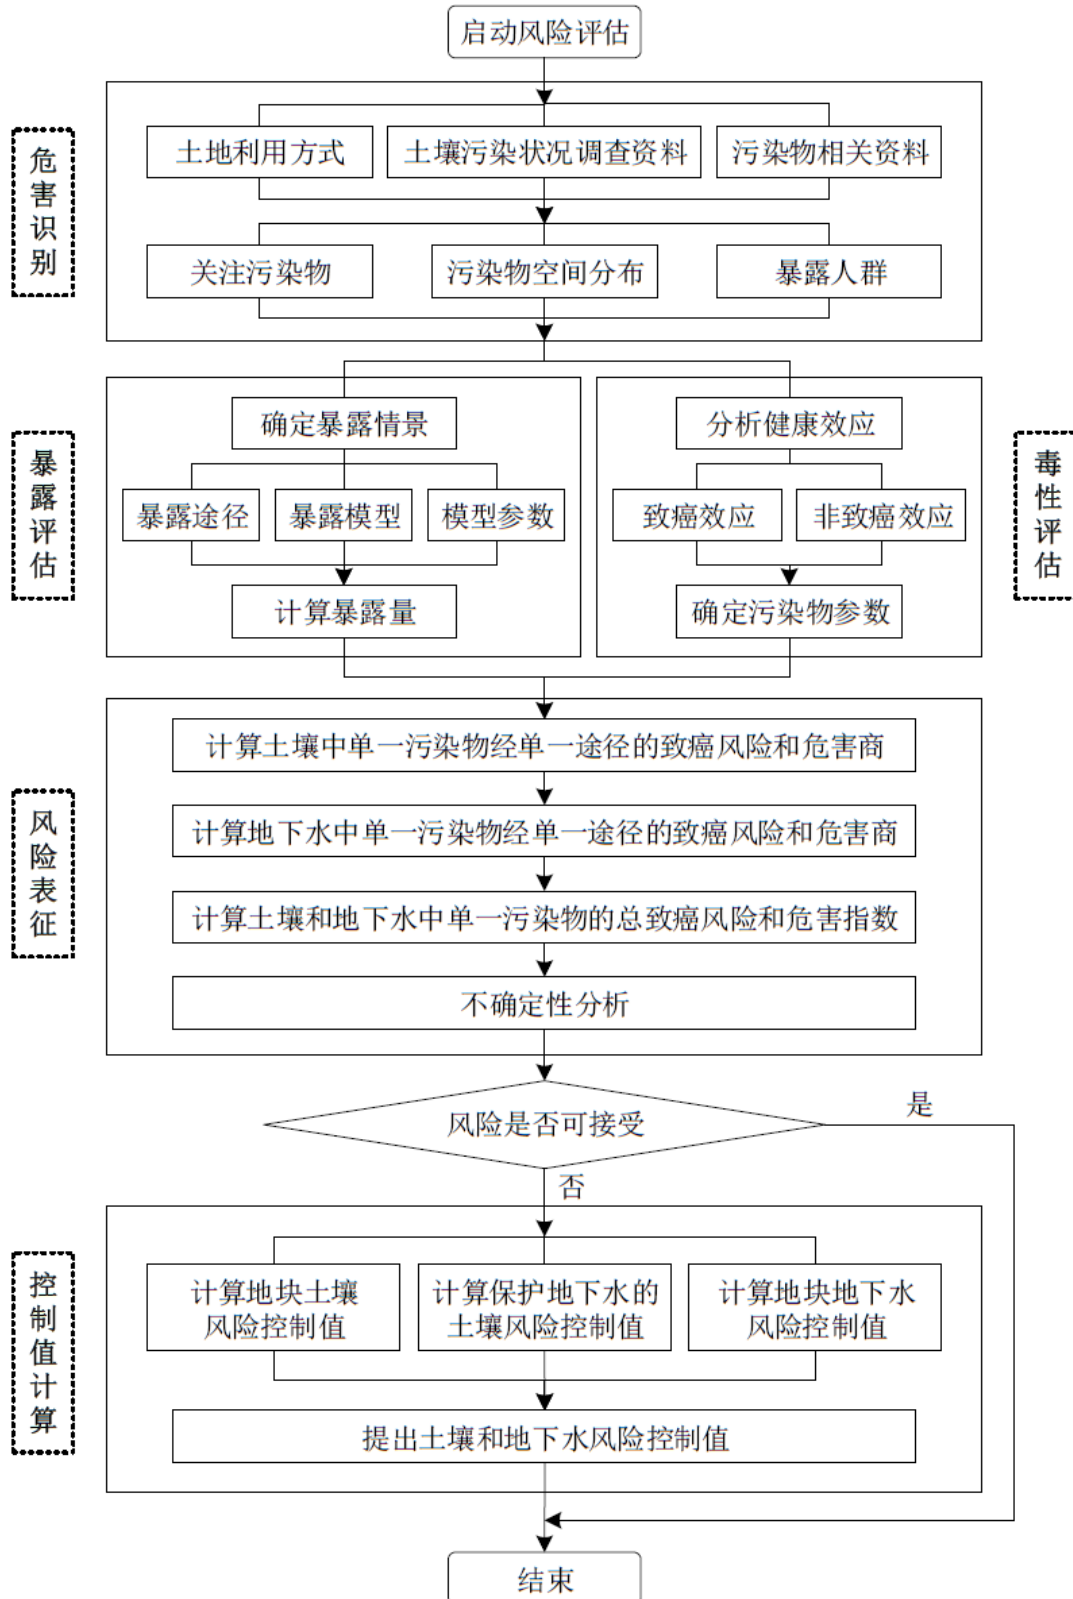 启动风险评估
危害识别
土地利用方式
土壤污染状况调查资料
污染物相关资料
关注污染物
污染物空间分布
暴露人群
暴露评估
确定暴露情景
暴露途径
暴露模型
模型参数
计算暴露量
毒性评估
分析健康效应
致癌效应
非致癌效应
确定污染物参数
风险表征
计算土壤中单一污染物经单一途径的致癌风险和危害商
计算地下水中单一污染物经单一途径的致癌风险和危害商
计算土壤和地下水中单一污染物的总致癌风险和危害指数
不确定性分析
风险是否可接受
是
否
控制值计算
计算地块土壤
风险控制值
计算保护地下水的
土壤风险控制值
计算地块地下水
风险控制值
提出土壤和地下水风险控制值
结束